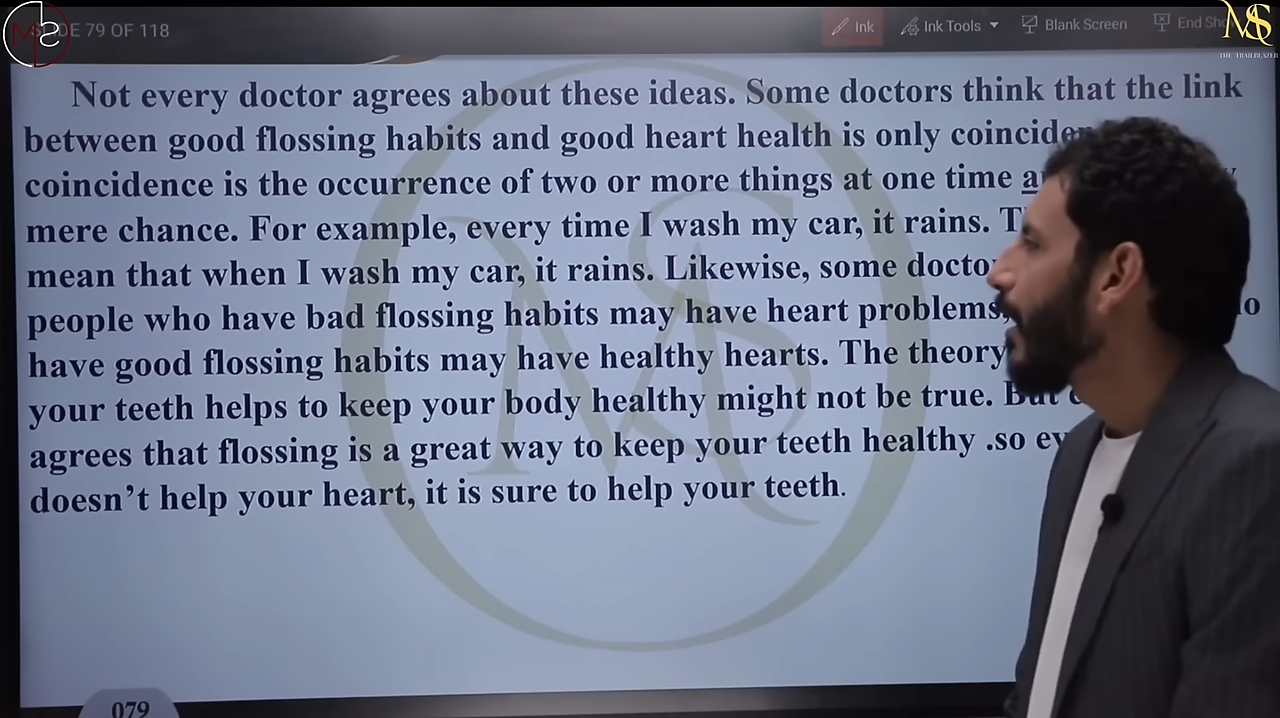 SLIDE 79 OF 118
Ink
Ink Tools
Blank Screen
End
MS
THE TRAILBLAZER
Not every doctor agrees about these ideas. Some doctors think that the link
between good flossing habits and good heart health is only
coincidence is the occurrence of two or more things at one time
mere chance. For example, every time I wash my car, it rains.
mean that when I wash my car, it rains. Likewise, some
people who have bad flossing habits may have heart problems,
have good flossing habits may have healthy hearts. The theory
your teeth helps to keep your body healthy might not be true. But
agrees that flossing is a great way to keep your teeth healthy .so
doesn't help your heart, it is sure to help your teeth.
079